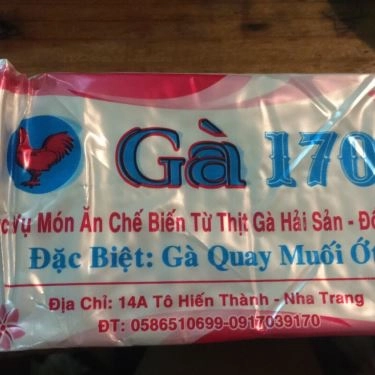 Gà 170
Vụ Món Ăn Chế Biến Từ Thịt Gà Hải Sản -
Đặc Biệt: Gà Quay Muối Ớt
Địa Chỉ: 14A Tô Hiến Thành - Nha Trang
ĐT: 0586510699-0917039170